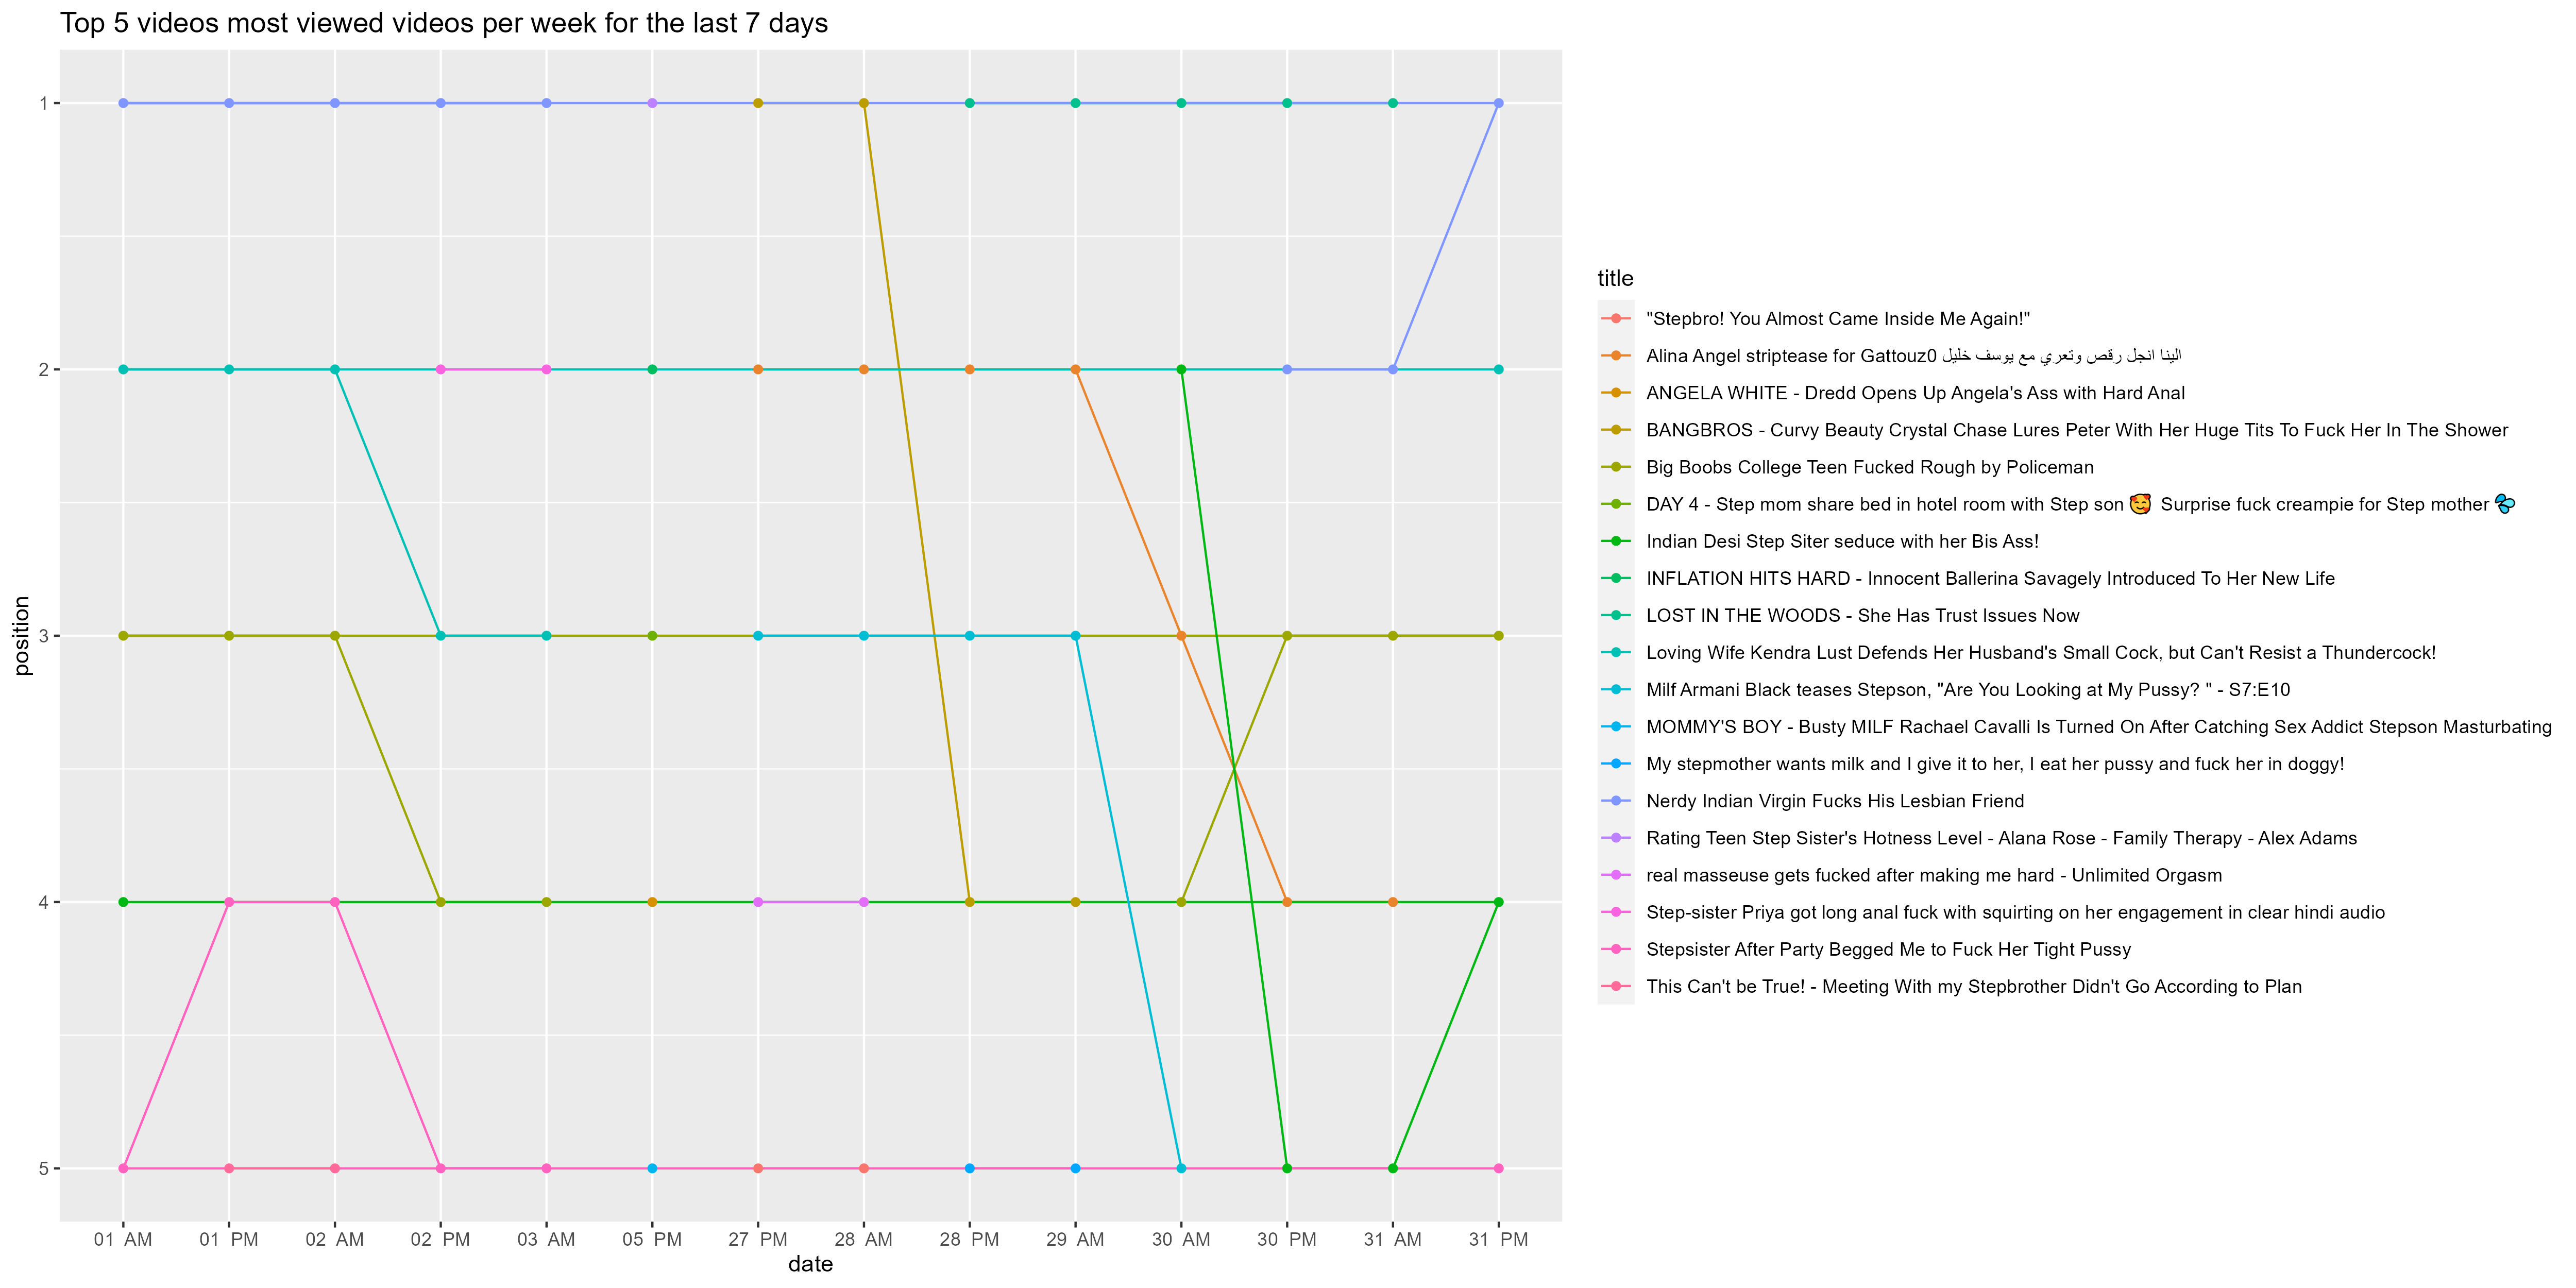 Top 5 videos most viewed videos per week for the last 7 days
position
1
2
3
4
5
01 AM
01 PM
02 AM
02 PM
03 AM
05 PM
27 PM
28 AM
28 PM
29 AM
30 AM
30 PM
31 AM
31 PM
date
title
"Stepbro! You Almost Came Inside Me Again!"
Alina Angel striptease for Gattouz0 الينا انجل رقص وتعري مع يوسف خليل
ANGELA WHITE - Dredd Opens Up Angela's Ass with Hard Anal
BANGBROS - Curvy Beauty Crystal Chase Lures Peter With Her Huge Tits To Fuck Her In The Shower
Big Boobs College Teen Fucked Rough by Policeman
DAY 4 - Step mom share bed in hotel room with Step son 🥰 Surprise fuck creampie for Step mother 💦
Indian Desi Step Siter seduce with her Bis Ass!
INFLATION HITS HARD - Innocent Ballerina Savagely Introduced To Her New Life
LOST IN THE WOODS - She Has Trust Issues Now
Loving Wife Kendra Lust Defends Her Husband's Small Cock, but Can't Resist a Thundercock!
Milf Armani Black teases Stepson, "Are You Looking at My Pussy? " - S7:E10
MOMMY'S BOY - Busty MILF Rachael Cavalli Is Turned On After Catching Sex Addict Stepson Masturbating
My stepmother wants milk and I give it to her, I eat her pussy and fuck her in doggy!
Nerdy Indian Virgin Fucks His Lesbian Friend
Rating Teen Step Sister's Hotness Level - Alana Rose - Family Therapy - Alex Adams
real masseuse gets fucked after making me hard - Unlimited Orgasm
Step-sister Priya got long anal fuck with squirting on her engagement in clear hindi audio
Stepsister After Party Begged Me to Fuck Her Tight Pussy
This Can't be True! - Meeting With my Stepbrother Didn't Go According to Plan